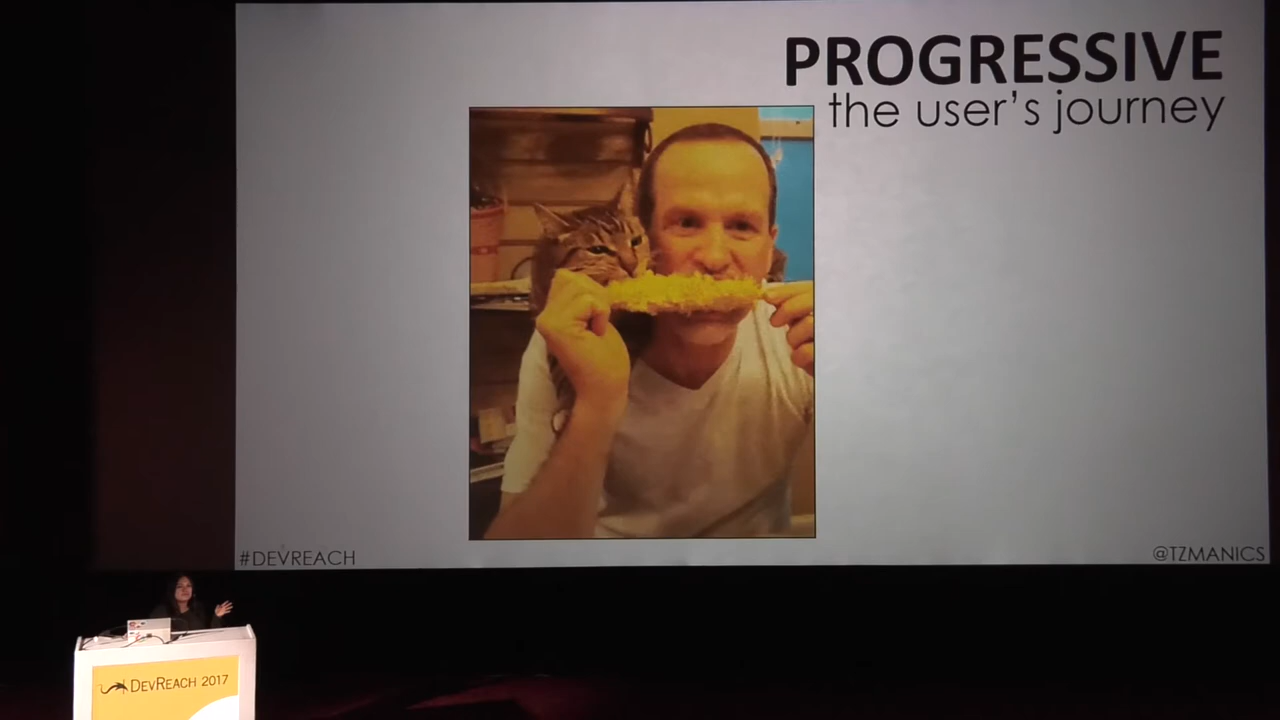 PROGRESSIVE
the user's journey
#DEVREACH
@TZMANICS
DEVREACH 2017